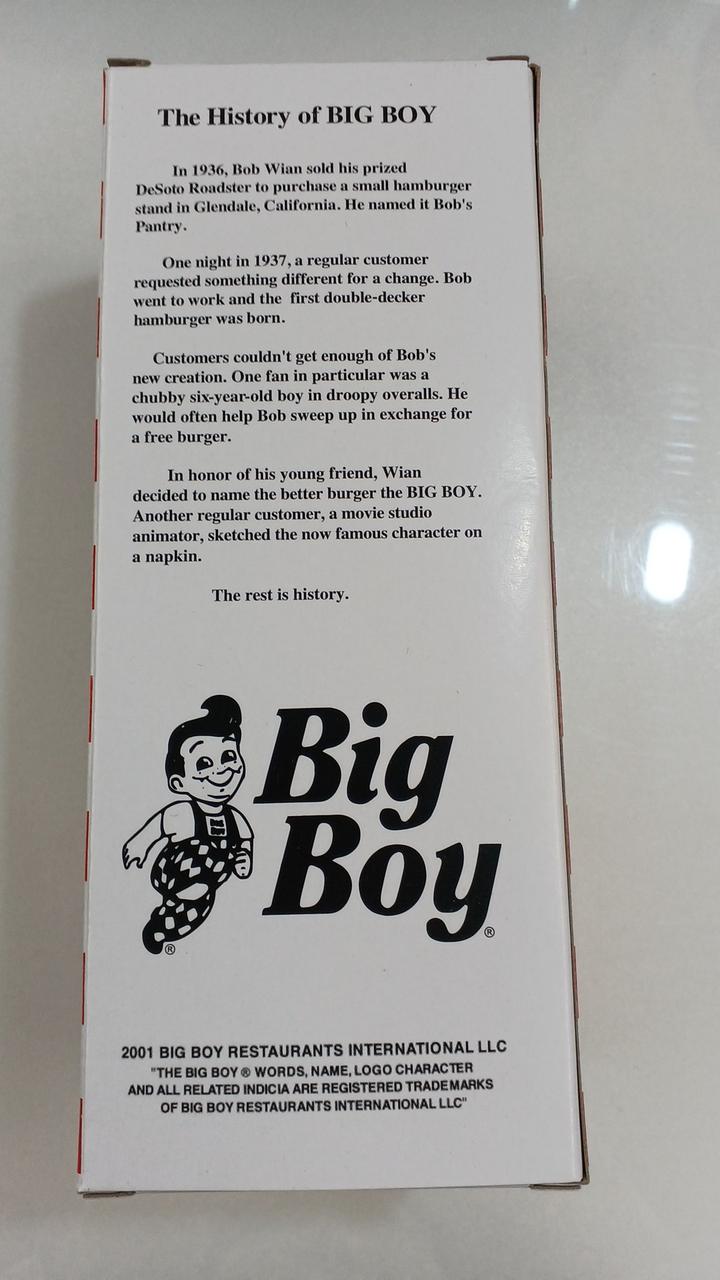 The History of BIG BOY
In 1936, Bob Wian sold his prized
DeSoto Roadster to purchase a small hamburger
stand in Glendale, California. He named it Bob's
Pantry.
One night in 1937, a regular customer
requested something different for a change. Bob
went to work and the first double-decker
hamburger was born.
Customers couldn't get enough of Bob's
new creation. One fan in particular was a
chubby six-year-old boy in droopy overalls. He
would often help Bob sweep up in exchange for
a free burger.
In honor of his young friend, Wian
decided to name the better burger the BIG BOY.
Another regular customer, a movie studio
animator, sketched the now famous character on
a napkin.
The rest is history.
Big
Boy®
®
2001 BIG BOY RESTAURANTS INTERNATIONAL LLC
"THE BIG BOY ® WORDS, NAME, LOGO CHARACTER
AND ALL RELATED INDICIA ARE REGISTERED TRADEMARKS
OF BIG BOY RESTAURANTS INTERNATIONAL LLC"